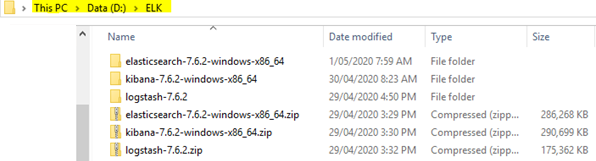 This PC > Data (D:) > ELK
Name Date modified Type Size
elasticsearch-7.6.2-windows-x86_64 1/05/2020 7:59 AM File folder
kibana-7.6.2-windows-x86_64 30/04/2020 8:23 AM File folder
logstash-7.6.2 29/04/2020 4:50 PM File folder
elasticsearch-7.6.2-windows-x86_64.zip 29/04/2020 3:29 PM Compressed (zipp... 286,268 KB
kibana-7.6.2-windows-x86_64.zip 29/04/2020 3:30 PM Compressed (zipp... 290,699 KB
logstash-7.6.2.zip 29/04/2020 3:32 PM Compressed (zipp... 175,362 KB